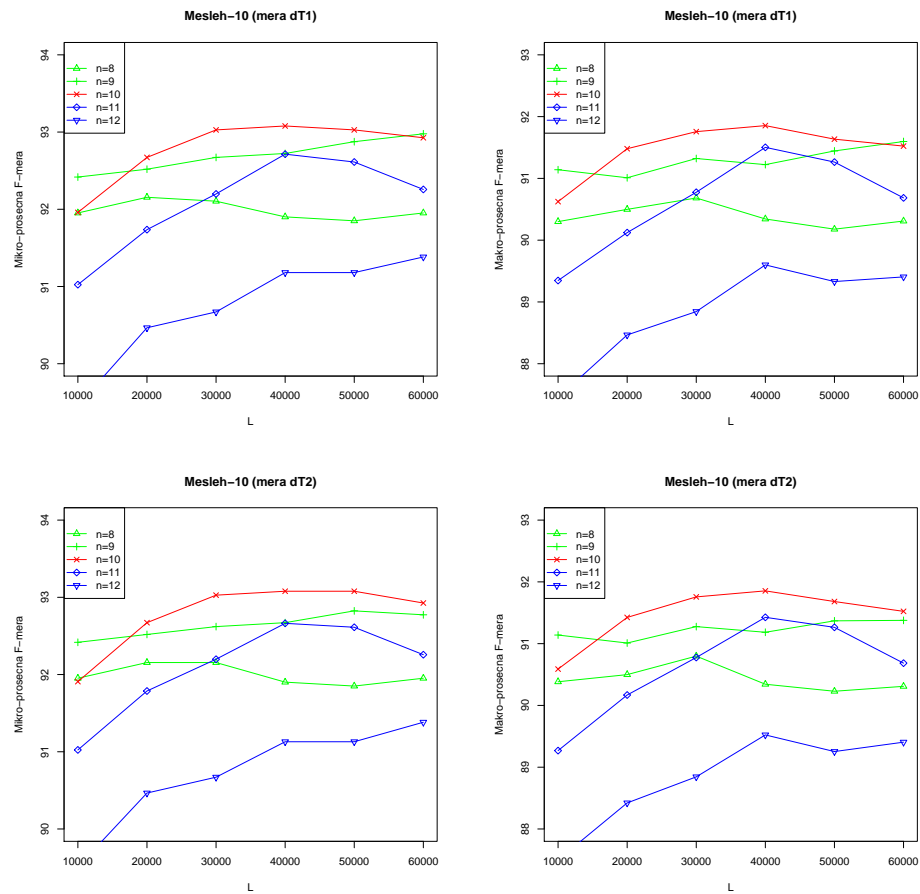 Mesleh-10 (mera dT1)
Mikro-prosecna F-mera
94
93
92
91
90
n=8
n=9
n=10
n=11
n=12
10000 20000 30000 40000 50000 60000
L
Mesleh-10 (mera dT1)
Makro-prosecna F-mera
93
92
91
90
89
88
n=8
n=9
n=10
n=11
n=12
10000 20000 30000 40000 50000 60000
L
Mesleh-10 (mera dT2)
Mikro-prosecna F-mera
94
93
92
91
90
n=8
n=9
n=10
n=11
n=12
10000 20000 30000 40000 50000 60000
L
Mesleh-10 (mera dT2)
Makro-prosecna F-mera
93
92
91
90
89
88
n=8
n=9
n=10
n=11
n=12
10000 20000 30000 40000 50000 60000
L